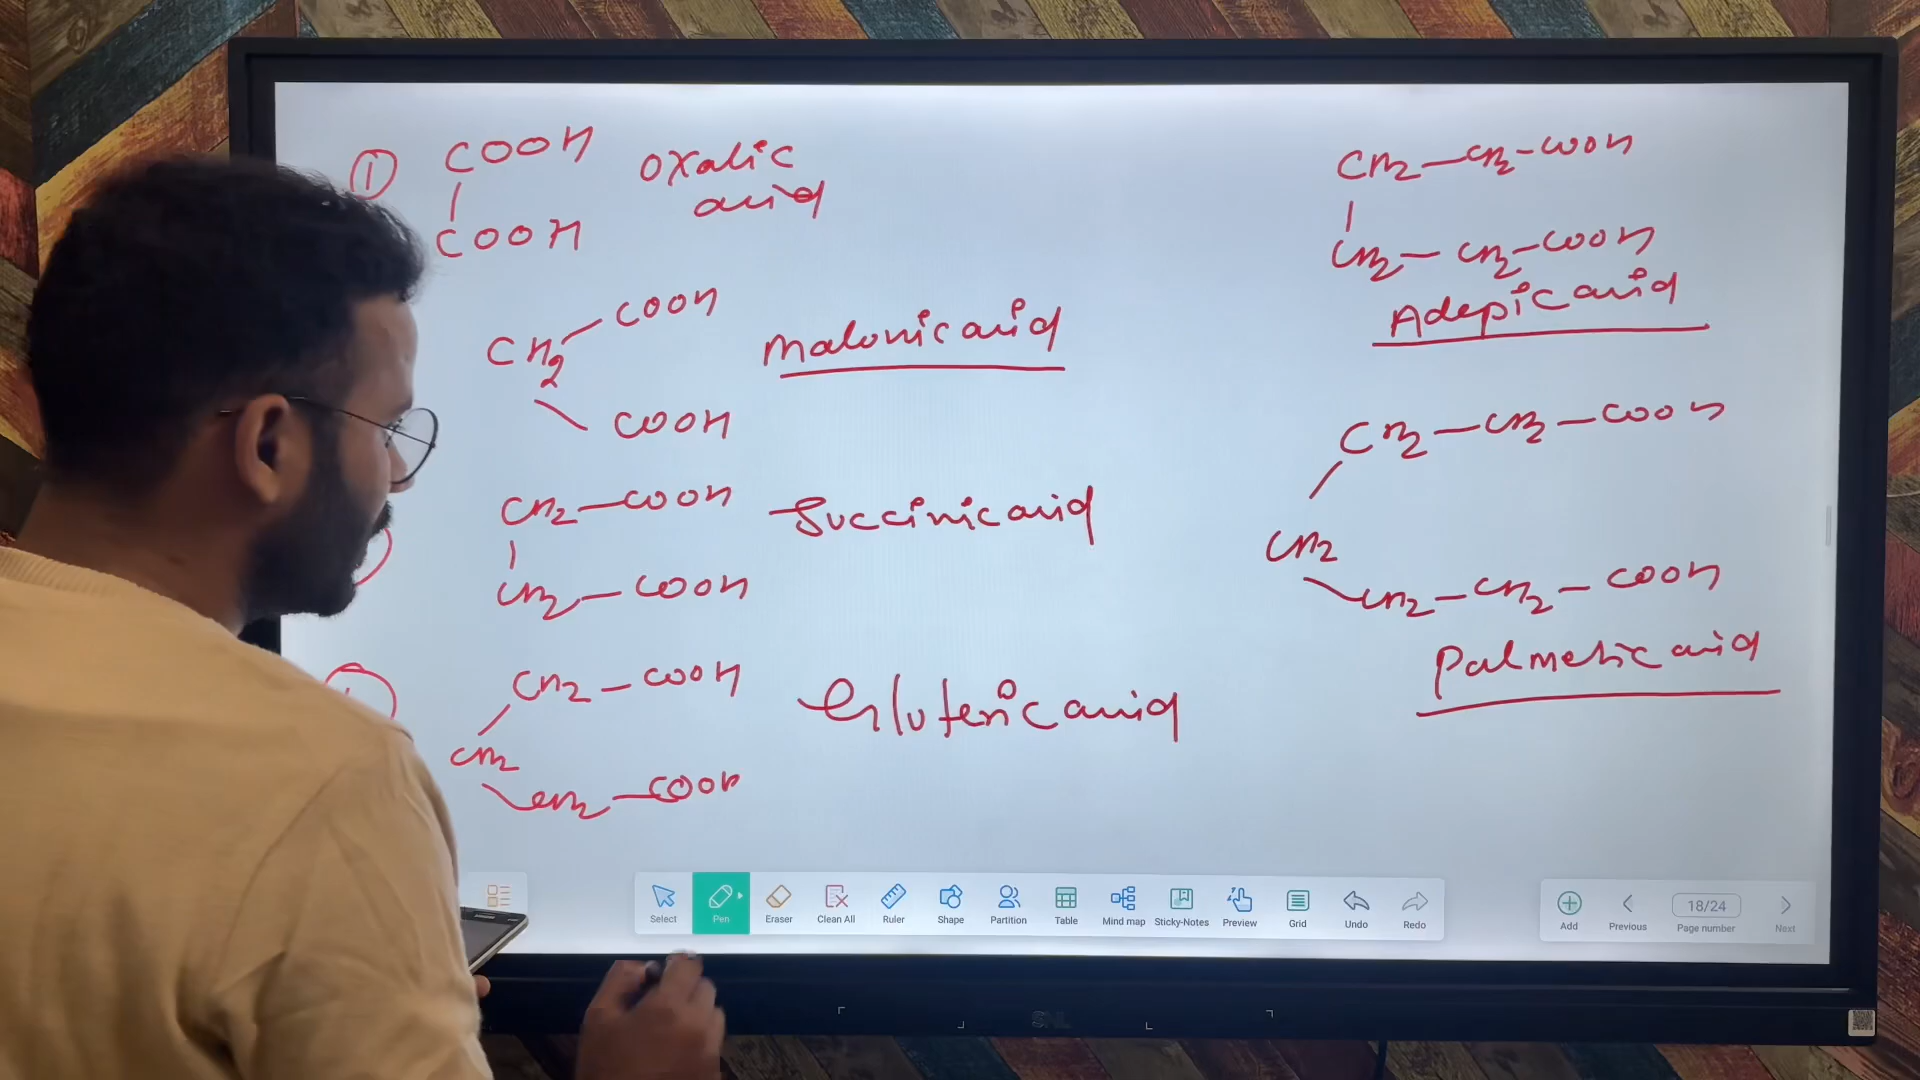 ① COOH oxalic
acid
COOH
CH2 COOH
malonic acid
COOH
CH2-COOH Succinic acid
CH2-COOH
CH2-COOH Gluteric acid
CH2
CH2-COOH
CH2-CH2-COOH
CH2-CH2-COOH
Adepic acid
CH2-CH2-COOH
CH2
CH2-CH2-COOH
Palmetic acid
Select Pen Eraser Clean All Ruler Shape Partition Table Mind map Sticky-Notes Preview Grid Undo Redo
18/24
Add Previous Page number Next